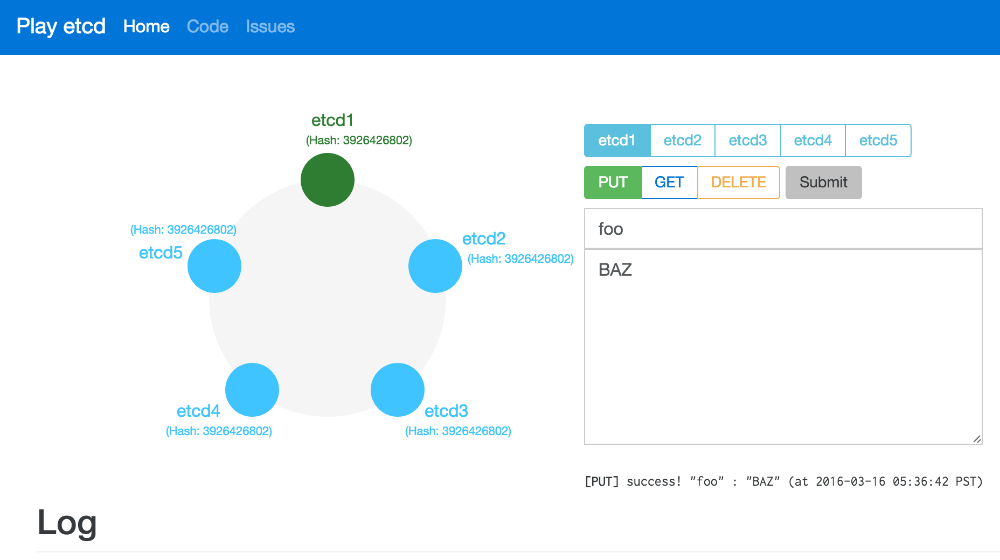 Play etcd Home Code Issues
etcd1
(Hash: 3926426802)
(Hash: 3926426802)
etcd5
etcd2
(Hash: 3926426802)
etcd4
(Hash: 3926426802)
etcd3
(Hash: 3926426802)
etcd1 etcd2 etcd3 etcd4 etcd5
PUT GET DELETE Submit
foo
BAZ
[PUT] success! "foo" : "BAZ" (at 2016-03-16 05:36:42 PST)
Log